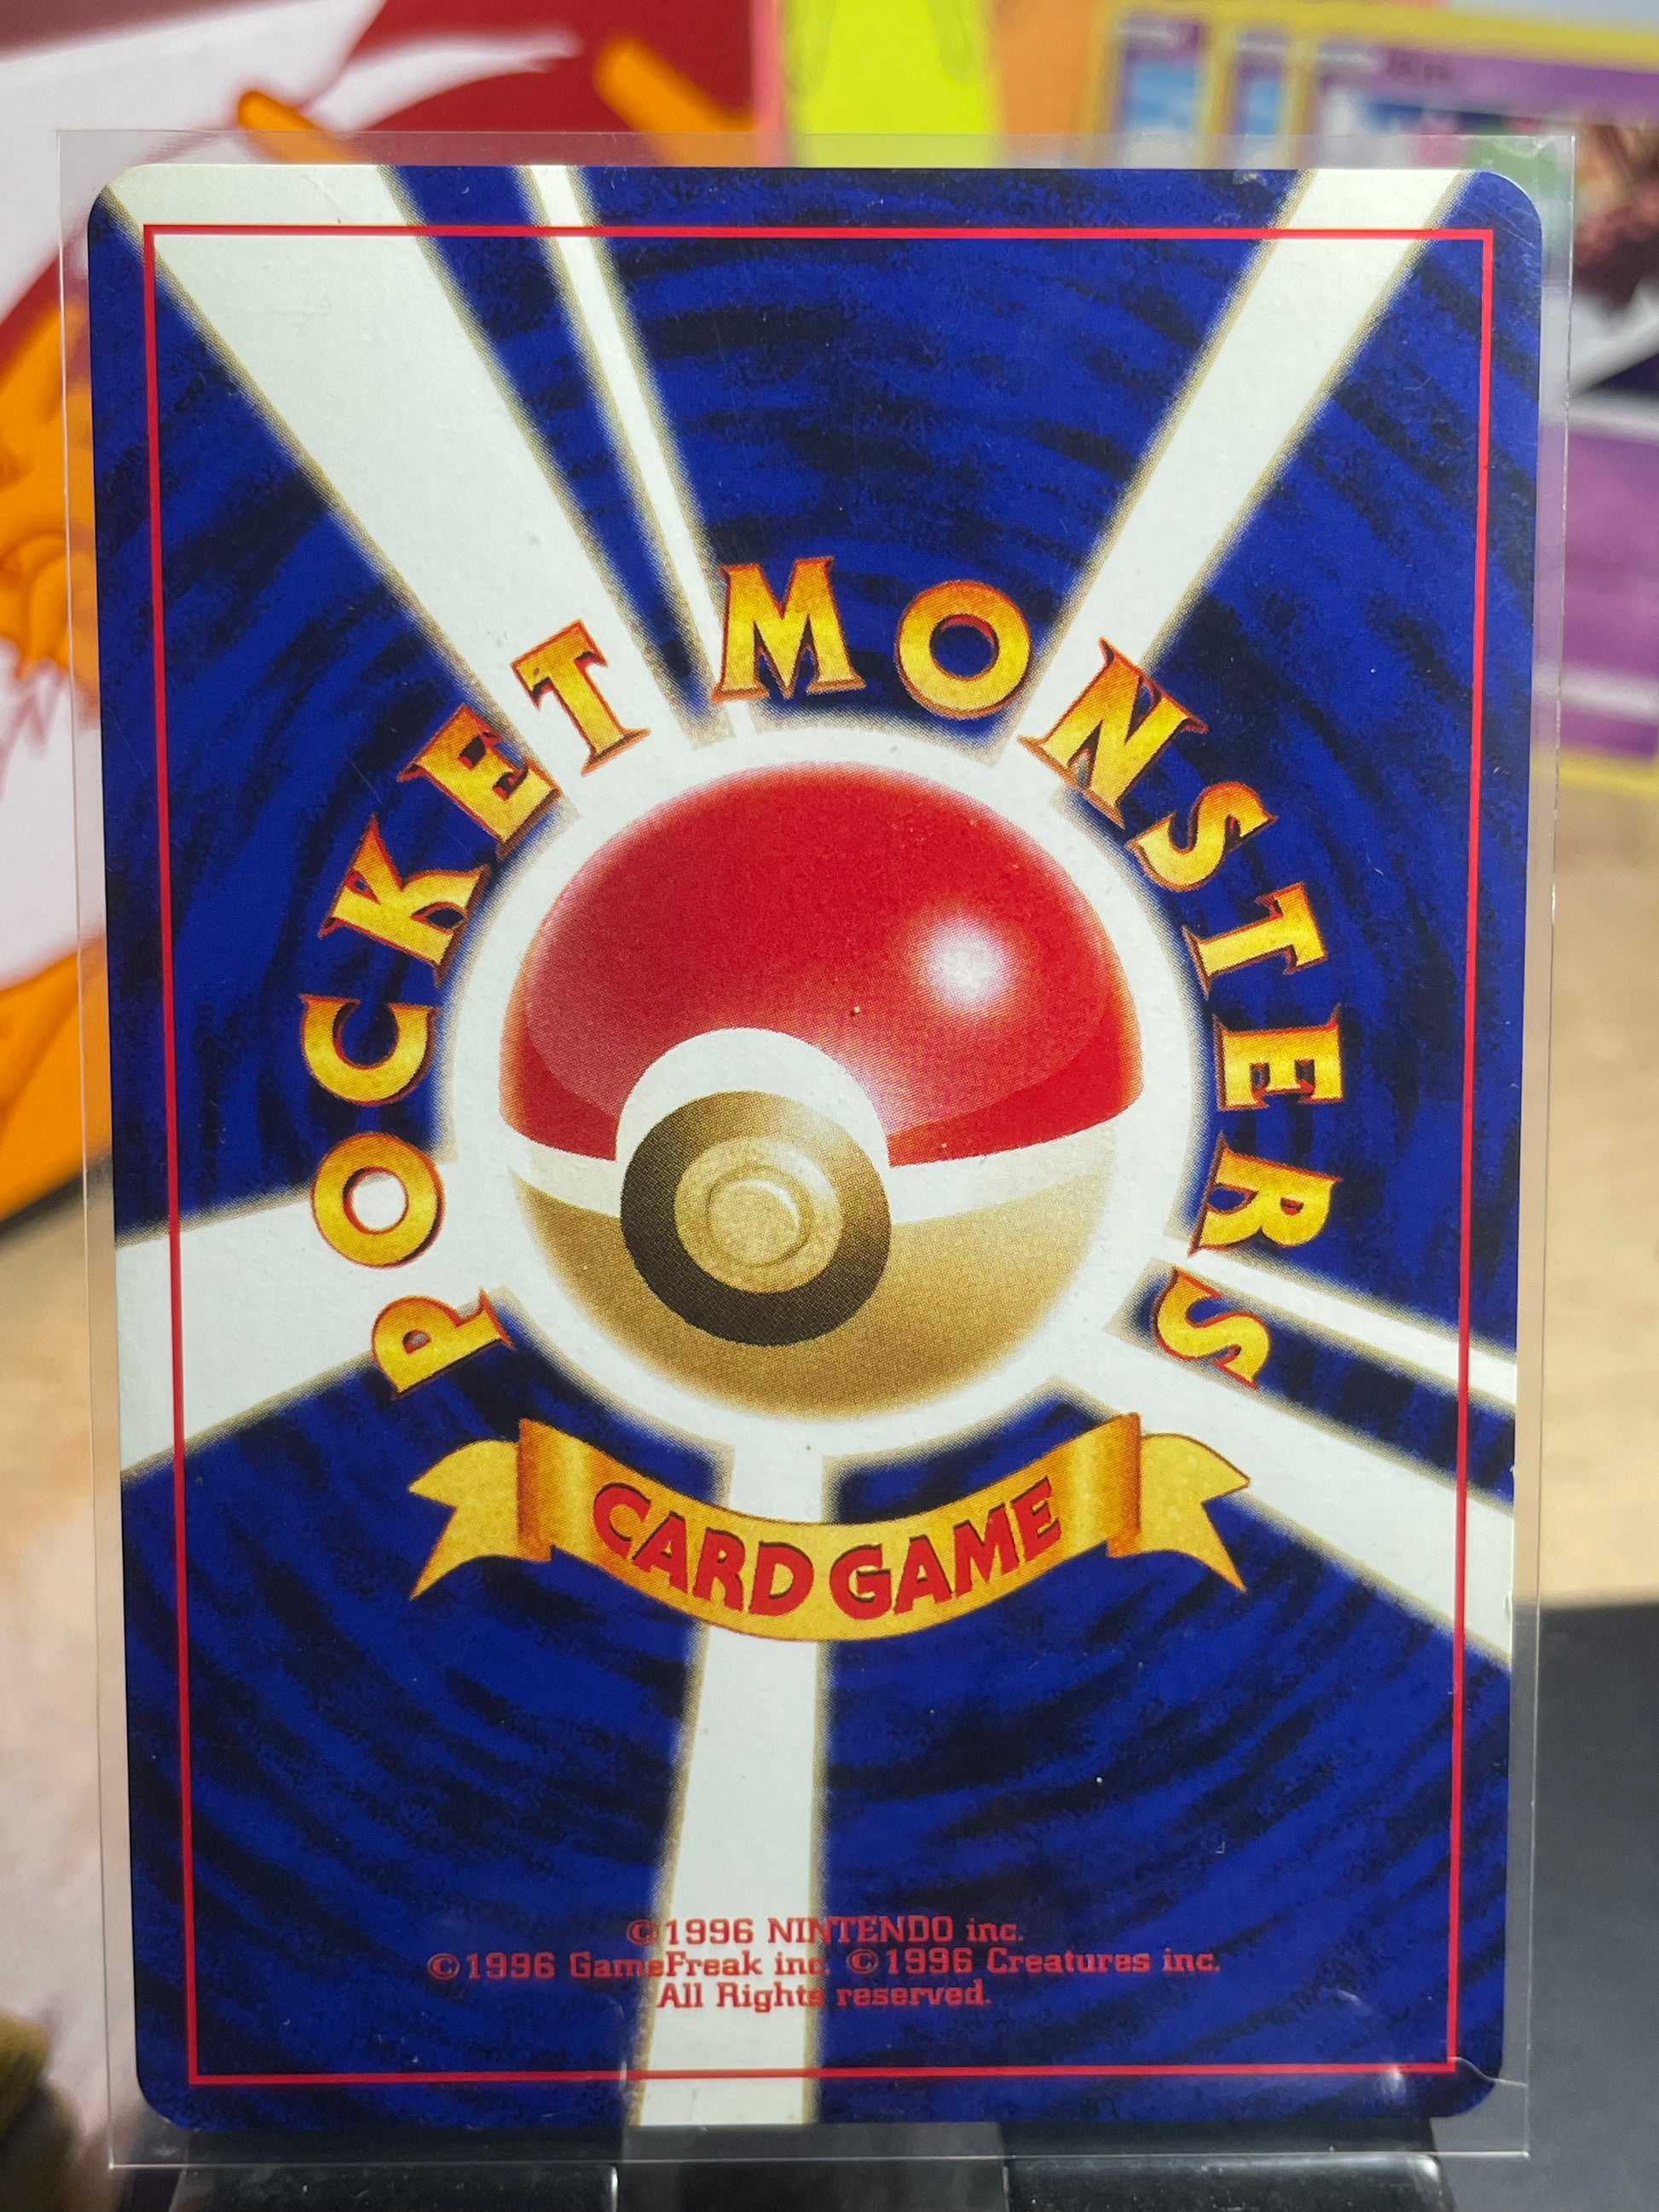 POCKET MONSTERS
CARD GAME
©1996 NINTENDO inc.
©1996 GameFreak inc. ©1996 Creatures inc.
All Rights reserved.